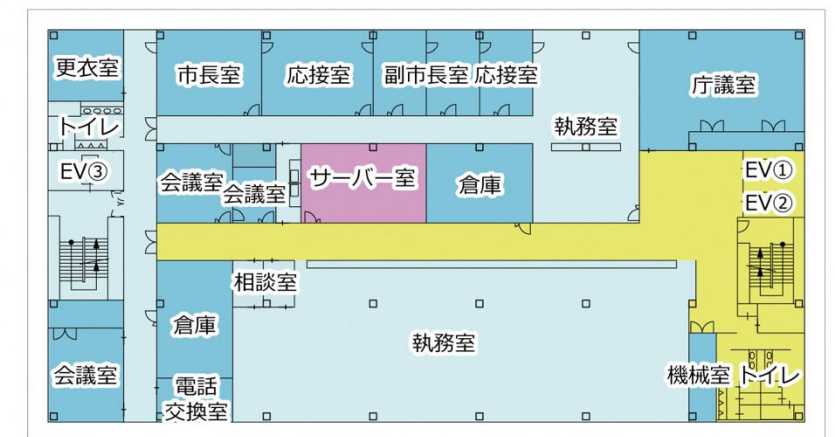 更衣室
市長室
応接室
副市長室
応接室
庁議室
トイレ
執務室
EV③
会議室
会議室
サーバー室
倉庫
EV①
EV②
相談室
倉庫
執務室
会議室
電話
交換室
機械室
トイレ